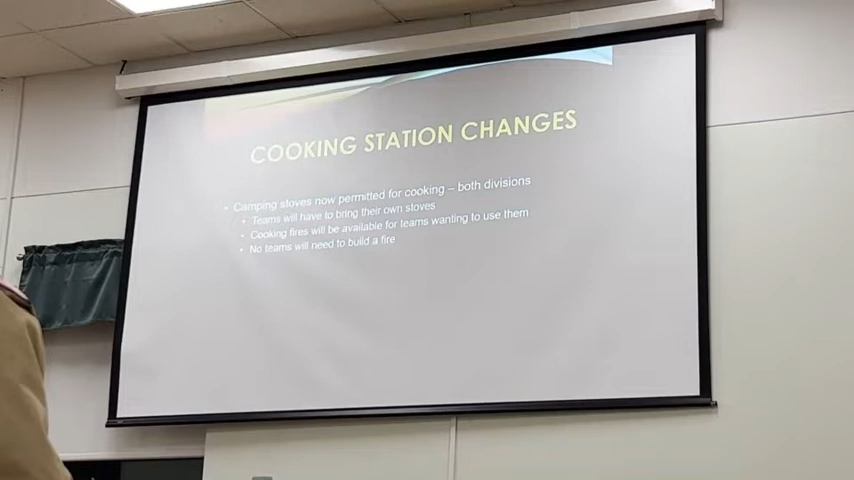 COOKING STATION CHANGES
• Camping stoves now permitted for cooking – both divisions
• Teams will have to bring their own stoves
• Cooking fires will be available for teams wanting to use them
• No teams will need to build a fire